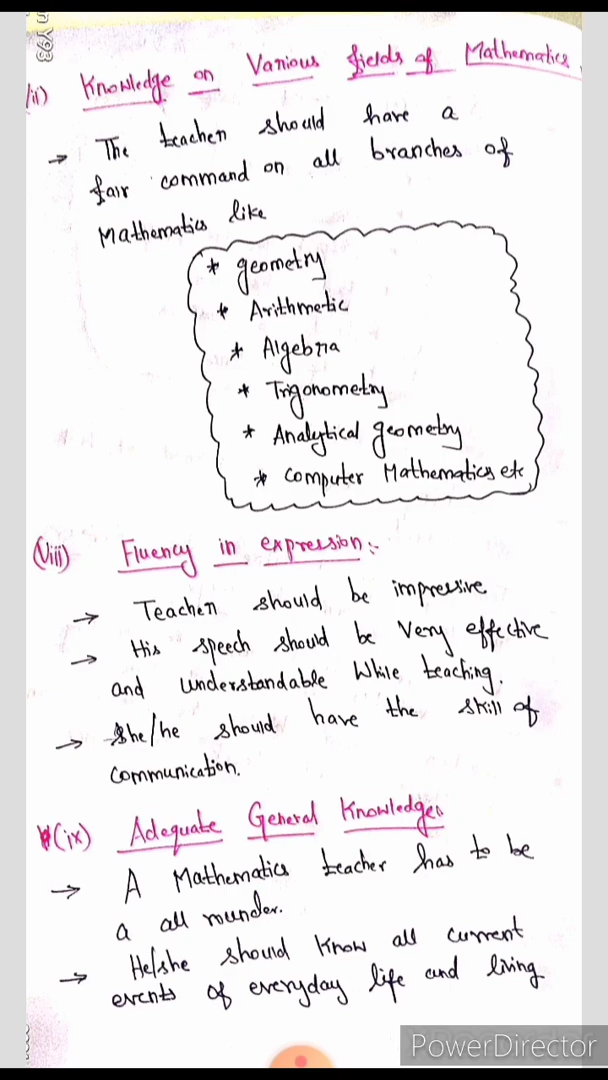 n Y93
ii) Knowledge on Various fields of Mathematics.
→ The teacher should have a
fair command on all branches of
Mathematics like
* geometry
* Arithmetic
* Algebra
* Trigonometry
* Analytical geometry
* Computer Mathematics etc
(Viii) Fluency in expression:-
→ Teacher should be impressive
→ His speech should be Very effective
and understandable While teaching.
→ She/he should have the skill of
communication.
(ix) Adequate General Knowledge:
→ A Mathematics teacher has to be
a all rounder.
→ He/she should know all current
events of everyday life and living
PowerDirector